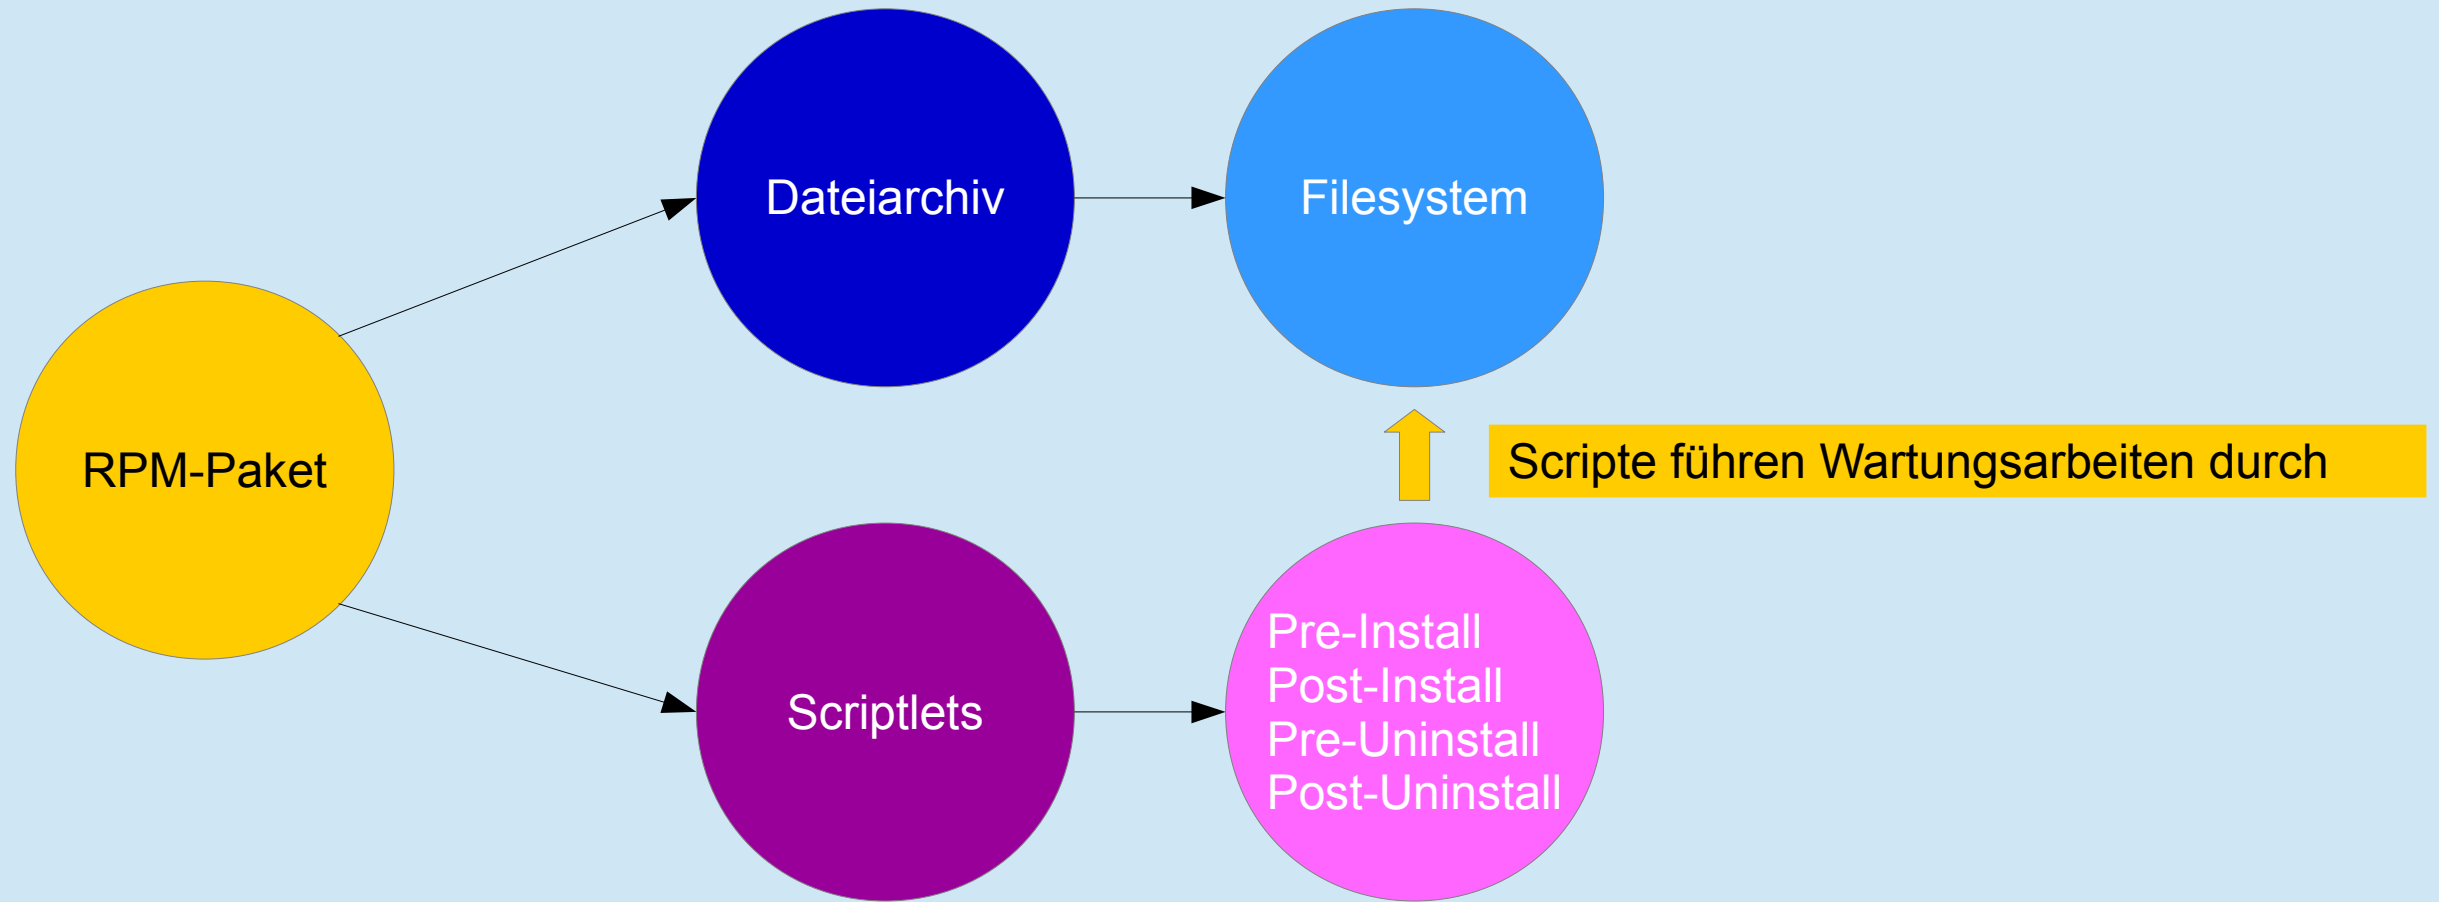 Dateiarchiv
Filesystem
RPM-Paket
Scripte führen Wartungsarbeiten durch
Scriptlets
Pre-Install
Post-Install
Pre-Uninstall
Post-Uninstall